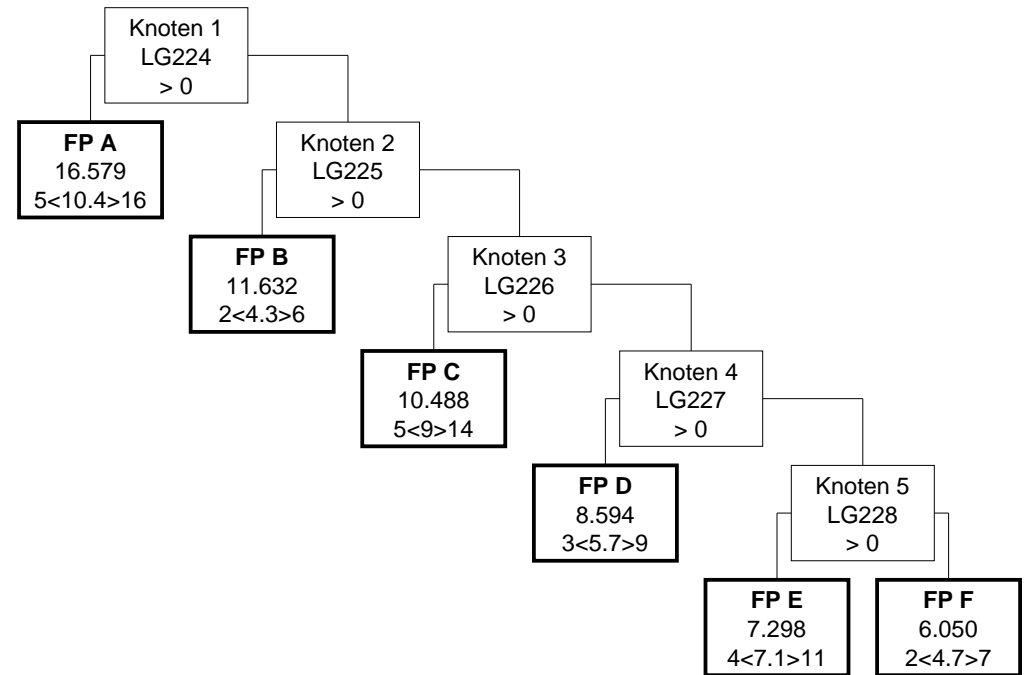 Knoten 1
LG224
> 0
FP A
16.579
5<10.4>16
Knoten 2
LG225
> 0
FP B
11.632
2<4.3>6
Knoten 3
LG226
> 0
FP C
10.488
5<9>14
Knoten 4
LG227
> 0
FP D
8.594
3<5.7>9
Knoten 5
LG228
> 0
FP E
7.298
4<7.1>11
FP F
6.050
2<4.7>7